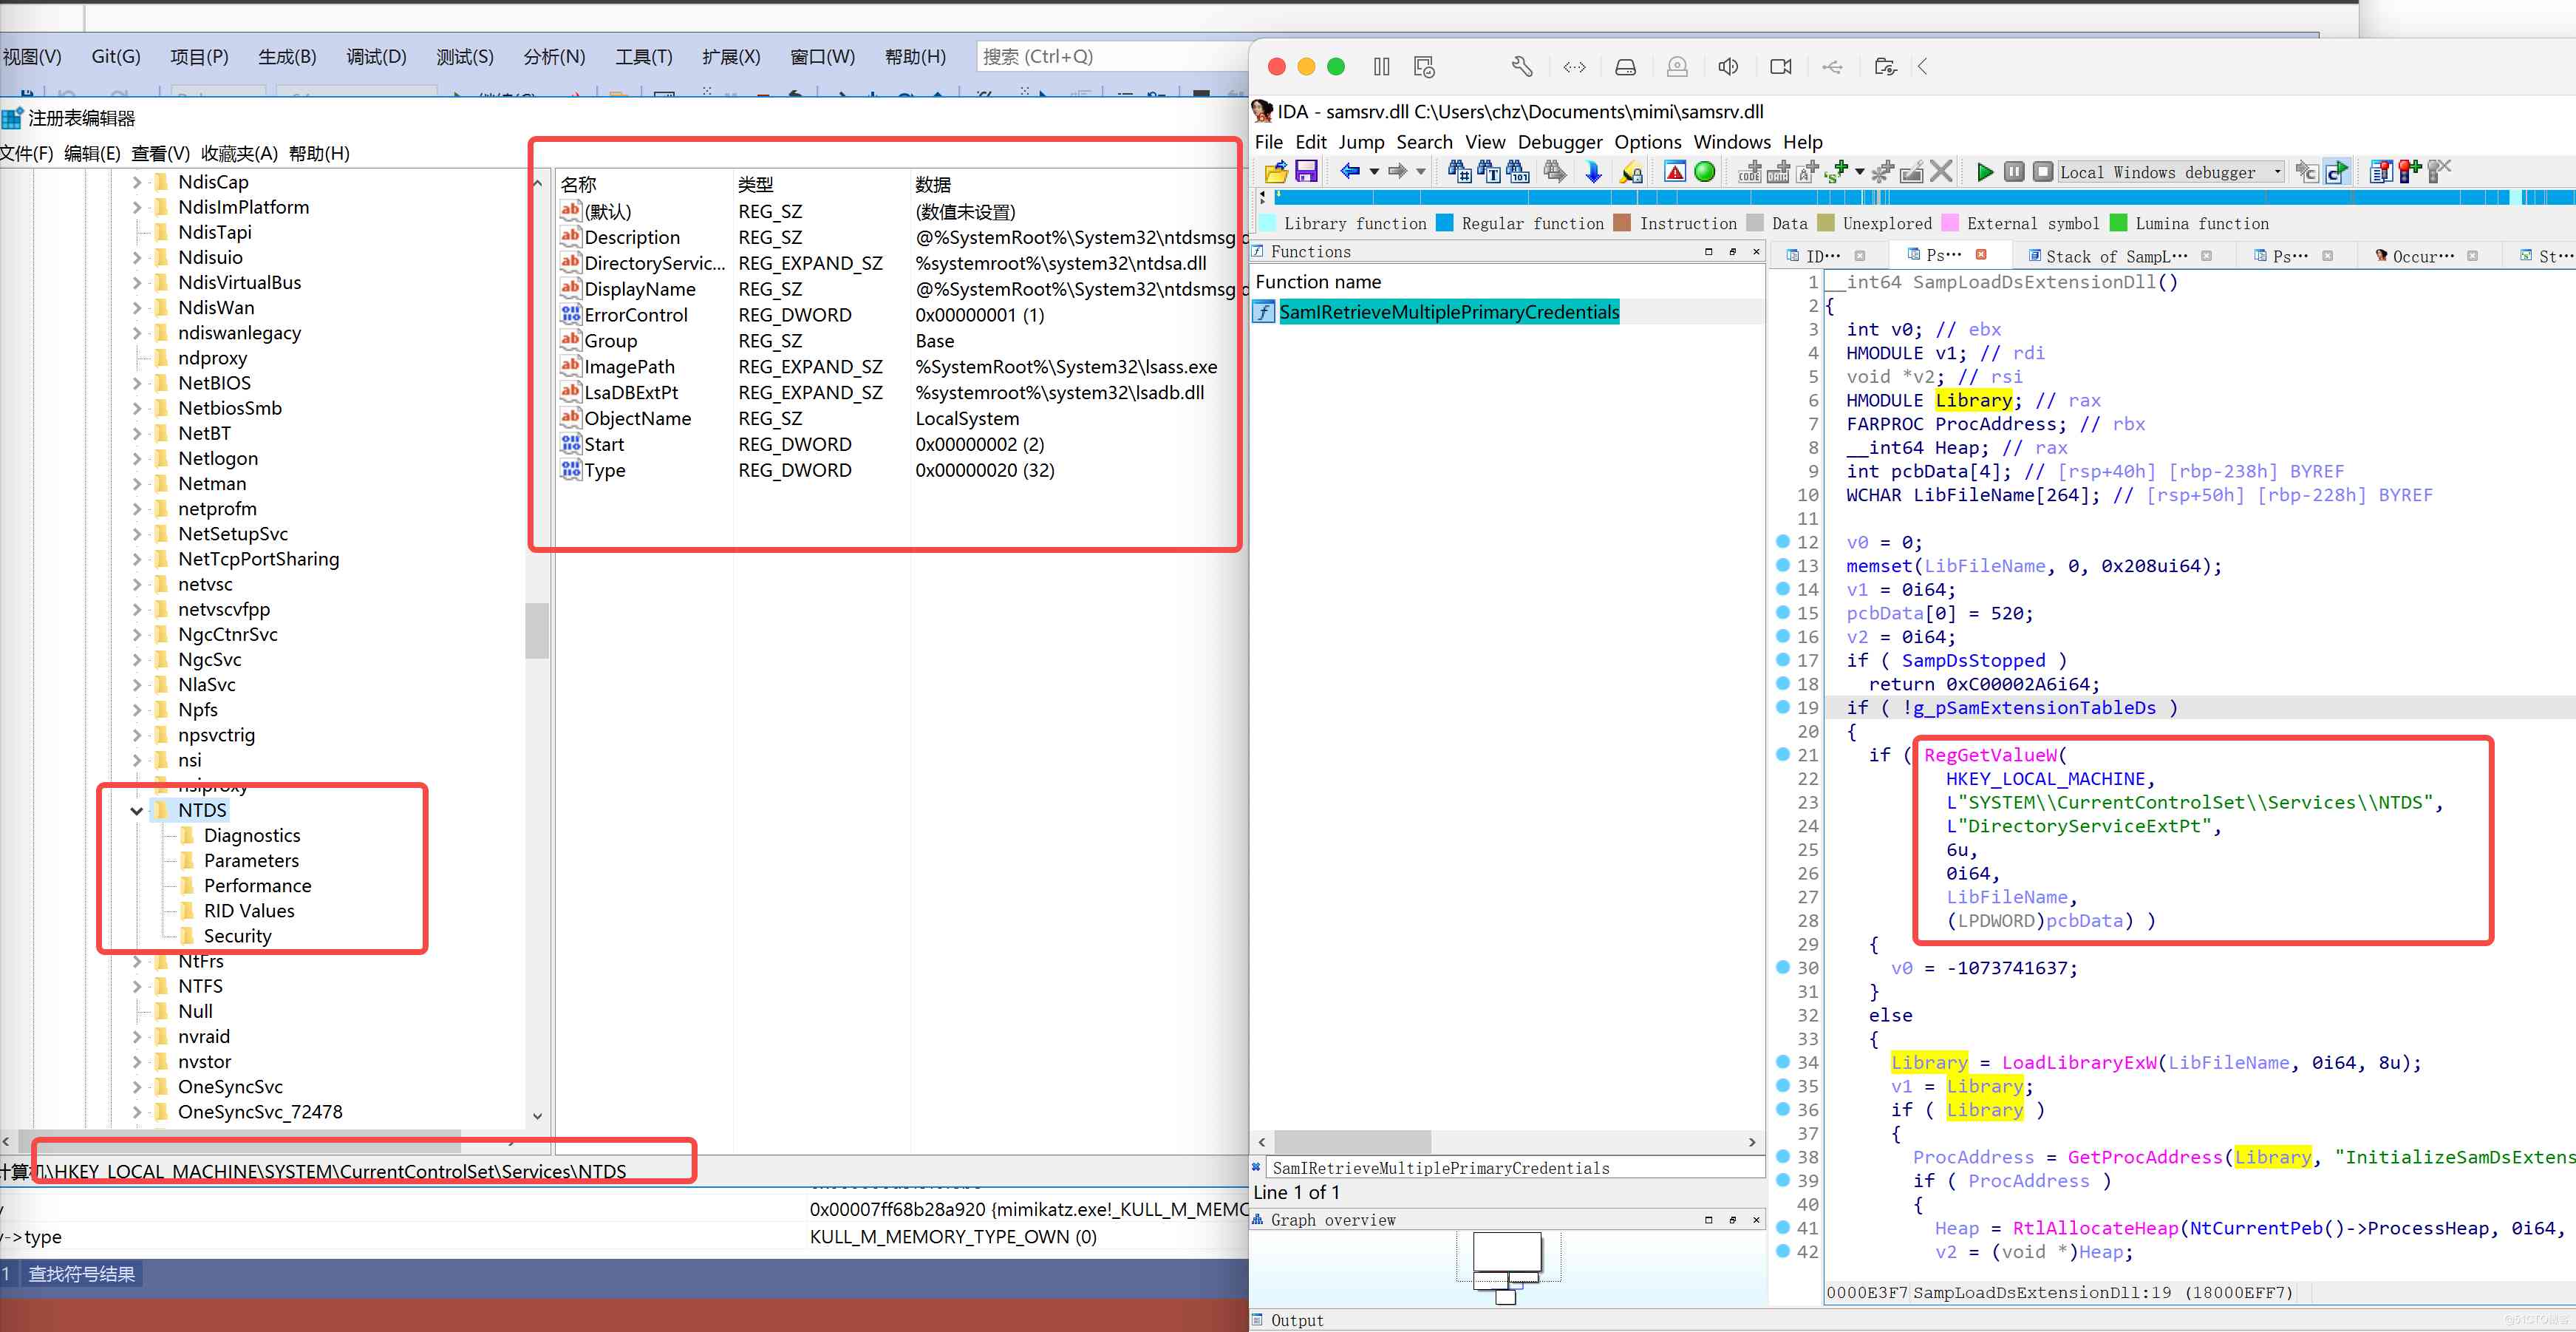 视图(V) Git(G) 项目(P) 生成(B) 调试(D) 测试(S) 分析(N) 工具(T) 扩展(X) 窗口(W) 帮助(H) 搜索 (Ctrl+Q)
注册表编辑器
文件(F) 编辑(E) 查看(V) 收藏夹(A) 帮助(H)
NdisCap
NdisImPlatform
NdisTapi
Ndisuio
NdisVirtualBus
NdisWan
ndiswanlegacy
ndproxy
NetBIOS
NetbiosSmb
NetBT
Netlogon
Netman
netprofm
NetSetupSvc
NetTcpPortSharing
netvsc
netvscvfpp
NgcCtnrSvc
NgcSvc
NlaSvc
Npfs
npsvctrig
nsi
nsiproxy
NTDS
Diagnostics
Parameters
Performance
RID Values
Security
NtFrs
NTFS
Null
nvraid
nvstor
OneSyncSvc
OneSyncSvc_72478
名称 类型 数据
(默认) REG_SZ (数值未设置)
Description REG_SZ @%SystemRoot%\System32\ntdsmsg
DirectoryServic... REG_EXPAND_SZ %systemroot%\system32\ntdsa.dll
DisplayName REG_SZ @%SystemRoot%\System32\ntdsmsg
ErrorControl REG_DWORD 0x00000001 (1)
Group REG_SZ Base
ImagePath REG_EXPAND_SZ %SystemRoot%\System32\lsass.exe
LsaDBExtPt REG_EXPAND_SZ %systemroot%\system32\lsadb.dll
ObjectName REG_SZ LocalSystem
Start REG_DWORD 0x00000002 (2)
Type REG_DWORD 0x00000020 (32)
计算机\HKEY_LOCAL_MACHINE\SYSTEM\CurrentControlSet\Services\NTDS
0x00007ff68b28a920 {mimikatz.exe!_KULL_M_MEMO
->type KULL_M_MEMORY_TYPE_OWN (0)
1 查找符号结果
IDA - samsrv.dll C:\Users\chz\Documents\mimi\samsrv.dll
File Edit Jump Search View Debugger Options Windows Help
Local Windows debugger
Library function Regular function Instruction Data Unexplored External symbol Lumina function
Functions
Function name
SamIRetrieveMultiplePrimaryCredentials
SamIRetrieveMultiplePrimaryCredentials
Line 1 of 1
Graph overview
Output
ID··· Ps··· Stack of SampL··· Ps··· Occur··· St···
1 __int64 SampLoadDsExtensionDll()
2 {
3 int v0; // ebx
4 HMODULE v1; // rdi
5 void *v2; // rsi
6 HMODULE Library; // rax
7 FARPROC ProcAddress; // rbx
8 __int64 Heap; // rax
9 int pcbData[4]; // [rsp+40h] [rbp-238h] BYREF
10 WCHAR LibFileName[264]; // [rsp+50h] [rbp-228h] BYREF
11
12 v0 = 0;
13 memset(LibFileName, 0, 0x208ui64);
14 v1 = 0i64;
15 pcbData[0] = 520;
16 v2 = 0i64;
17 if ( SampDsStopped )
18 return 0xC00002A6i64;
19 if ( !g_pSamExtensionTableDs )
20 {
21 if ( RegGetValueW(
22 HKEY_LOCAL_MACHINE,
23 L"SYSTEM\\CurrentControlSet\\Services\\NTDS",
24 L"DirectoryServiceExtPt",
25 6u,
26 0i64,
27 LibFileName,
28 (LPDWORD)pcbData) )
29 {
30 v0 = -1073741637;
31 }
32 else
33 {
34 Library = LoadLibraryExW(LibFileName, 0i64, 8u);
35 v1 = Library;
36 if ( Library )
37 {
38 ProcAddress = GetProcAddress(Library, "InitializeSamDsExtens
39 if ( ProcAddress )
40 {
41 Heap = RtlAllocateHeap(NtCurrentPeb()->ProcessHeap, 0i64,
42 v2 = (void *)Heap;
0000E3F7 SampLoadDsExtensionDll:19 (18000EFF7)